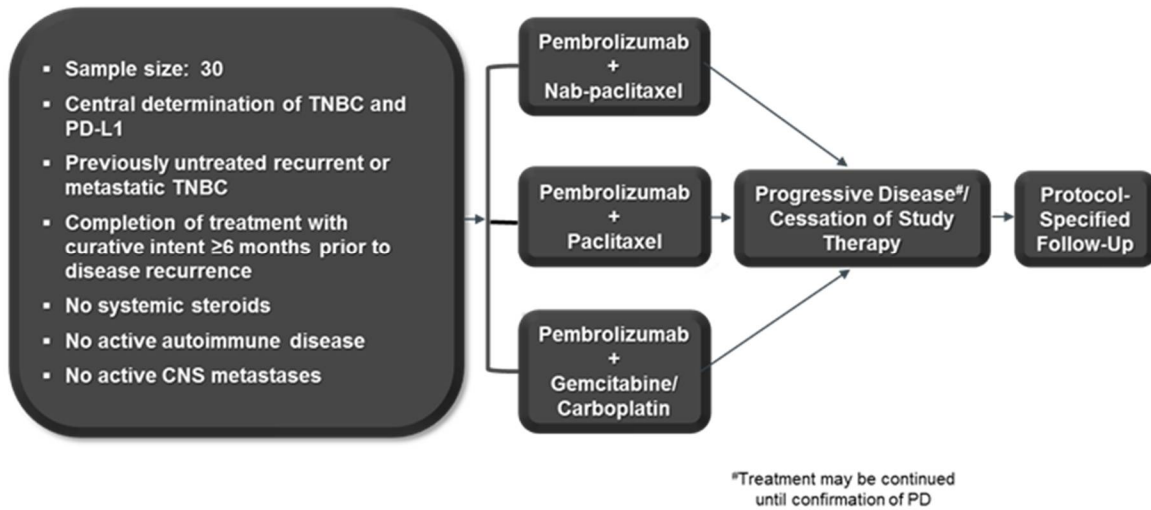 ▪ Sample size: 30
▪ Central determination of TNBC and
PD-L1
▪ Previously untreated recurrent or
metastatic TNBC
▪ Completion of treatment with
curative intent ≥6 months prior to
disease recurrence
▪ No systemic steroids
▪ No active autoimmune disease
▪ No active CNS metastases
Pembrolizumab
+
Nab-paclitaxel
Pembrolizumab
+
Paclitaxel
Pembrolizumab
+
Gemcitabine/
Carboplatin
Progressive Disease#/
Cessation of Study
Therapy
Protocol-
Specified
Follow-Up
#Treatment may be continued
until confirmation of PD